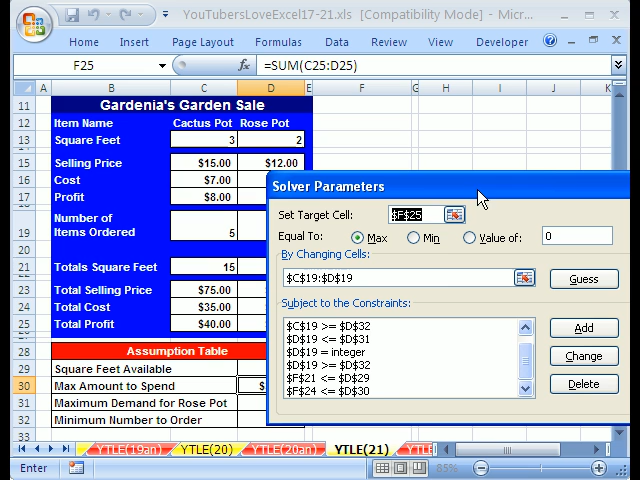 YouTubersLoveExcel17-21.xls [Compatibility Mode] - Micr...
Home Insert Page Layout Formulas Data Review View Developer
F25 fx =SUM(C25:D25)
A B C D E F G H I J K
11 Gardenia's Garden Sale
12 Item Name Cactus Pot Rose Pot
13 Square Feet 3 2
15 Selling Price $15.00 $12.00
16 Cost $7.00
17 Profit $8.00
Number of
19 Items Ordered 5
20
21 Totals Square Feet 15
23 Total Selling Price $75.00
24 Total Cost $35.00
25 Total Profit $40.00
28 Assumption Table
29 Square Feet Available
30 Max Amount to Spend $
31 Maximum Demand for Rose Pot
32 Minimum Number to Order
33
Solver Parameters
Set Target Cell: $F$25
Equal To: Max Min Value of: 0
By Changing Cells:
$C$19:$D$19 Guess
Subject to the Constraints:
$C$19 >= $D$32
$D$19 <= $D$31
$D$19 = integer
$D$19 >= $D$32
$F$21 <= $D$29
$F$24 <= $D$30
Add
Change
Delete
YTLE(19an) YTLE(20) YTLE(20an) YTLE(21) YTL
Enter 85%